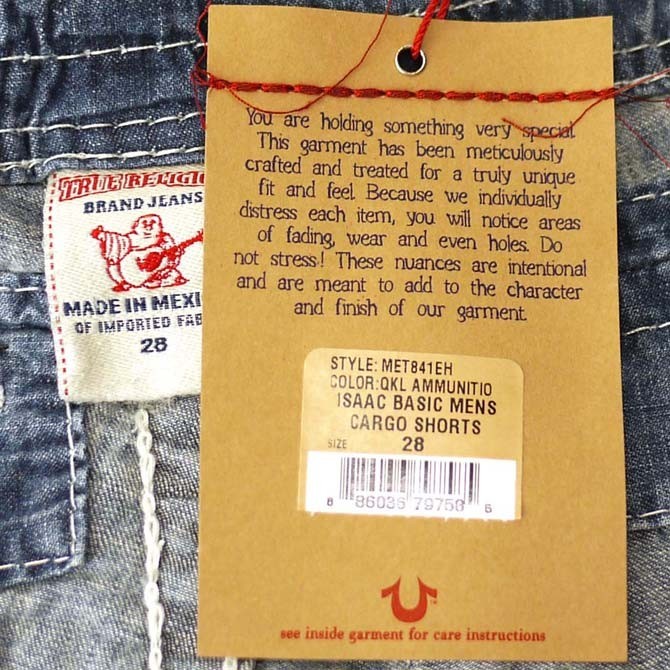 You are holding something very special
This garment has been meticulously
crafted and treated for a truly unique
fit and feel. Because we individually
distress each item, you will notice areas
of fading, wear and even holes. Do
not stress! These nuances are intentional
and are meant to add to the character
and finish of our garment.
TRUE RELIGIO
BRAND JEANS
MADE IN MEXI
OF IMPORTED FAB
28
STYLE: MET841EH
COLOR:QKL AMMUNITIO
ISAAC BASIC MENS
CARGO SHORTS
SIZE 28
8 86036 79750 6
see inside garment for care instructions